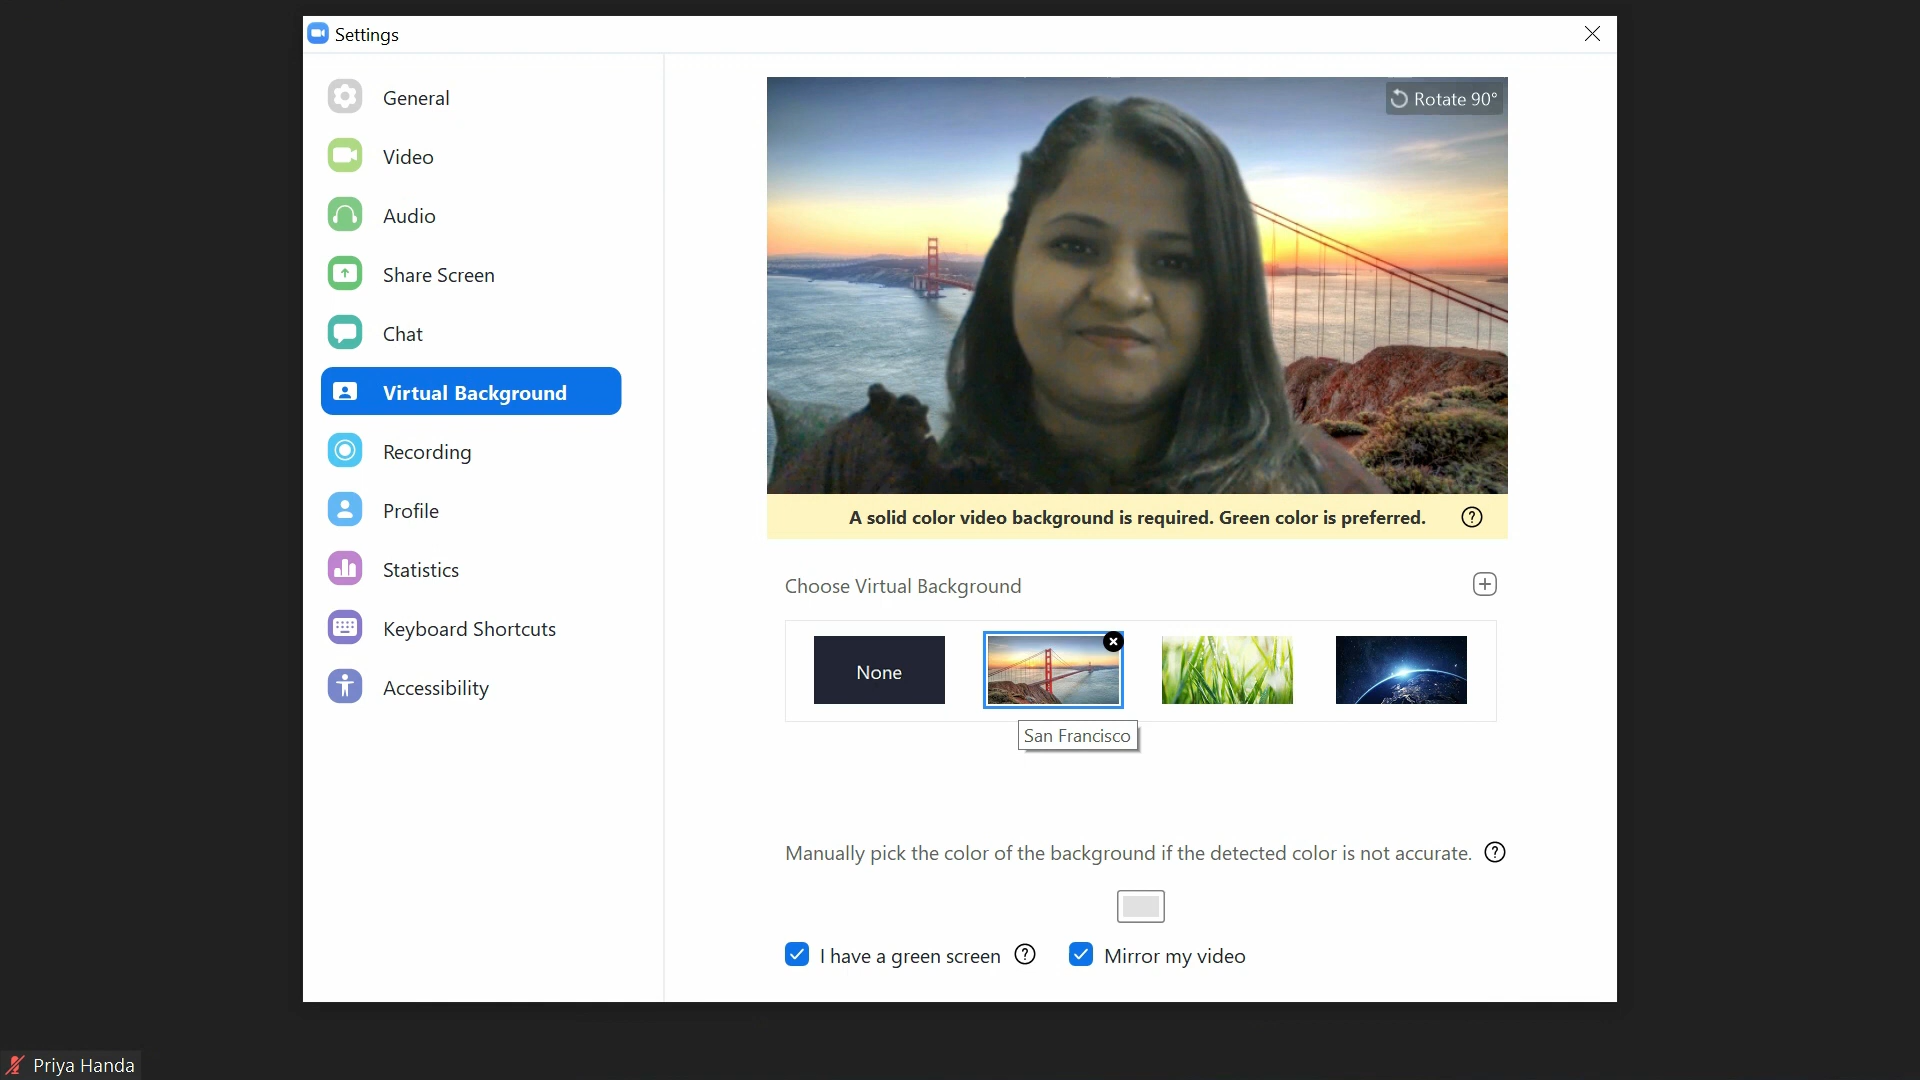 Settings
General
Video
Audio
Share Screen
Chat
Virtual Background
Recording
Profile
Statistics
Keyboard Shortcuts
Accessibility
Rotate 90°
A solid color video background is required. Green color is preferred.
Choose Virtual Background
None
San Francisco
Manually pick the color of the background if the detected color is not accurate.
I have a green screen
Mirror my video
Priya Handa